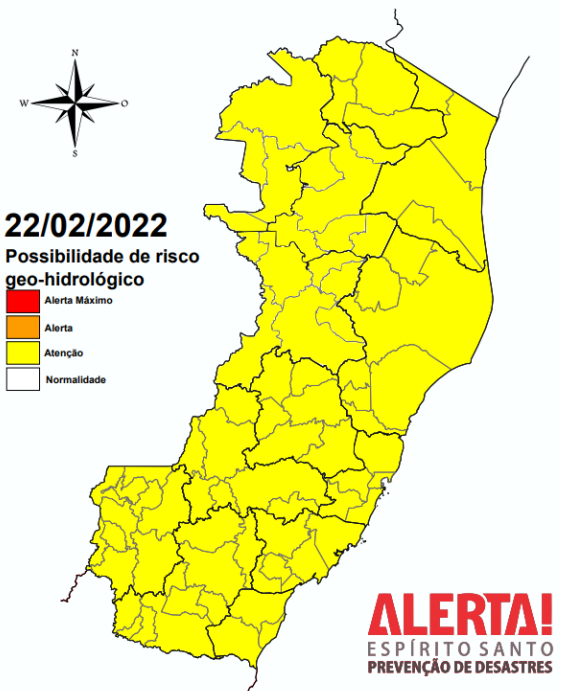 N
W
O
S
22/02/2022
Possibilidade de risco
geo-hidrológico
Alerta Máximo
Alerta
Atenção
Normalidade
ALERTA!
ESPÍRITO SANTO
PREVENÇÃO DE DESASTRES